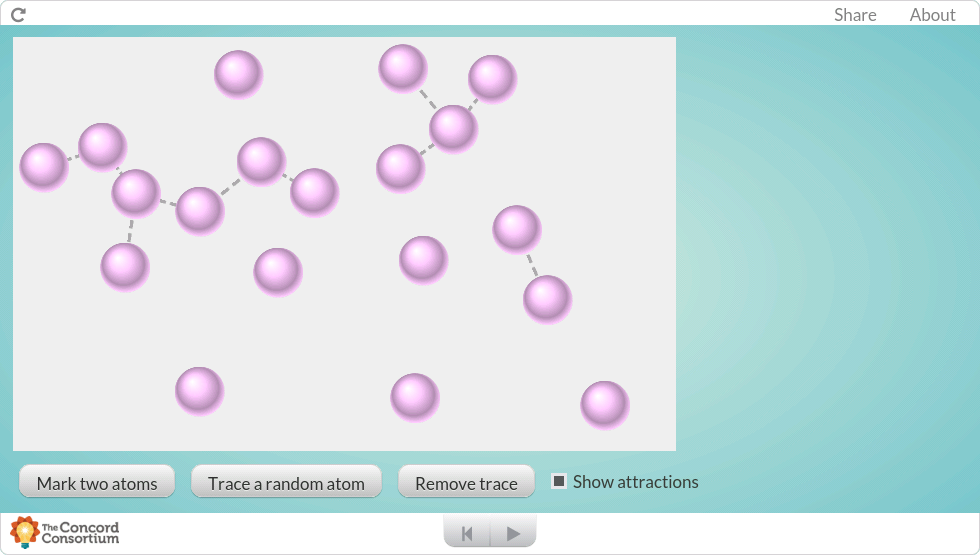 Share About
Mark two atoms Trace a random atom Remove trace Show attractions
The Concord
Consortium